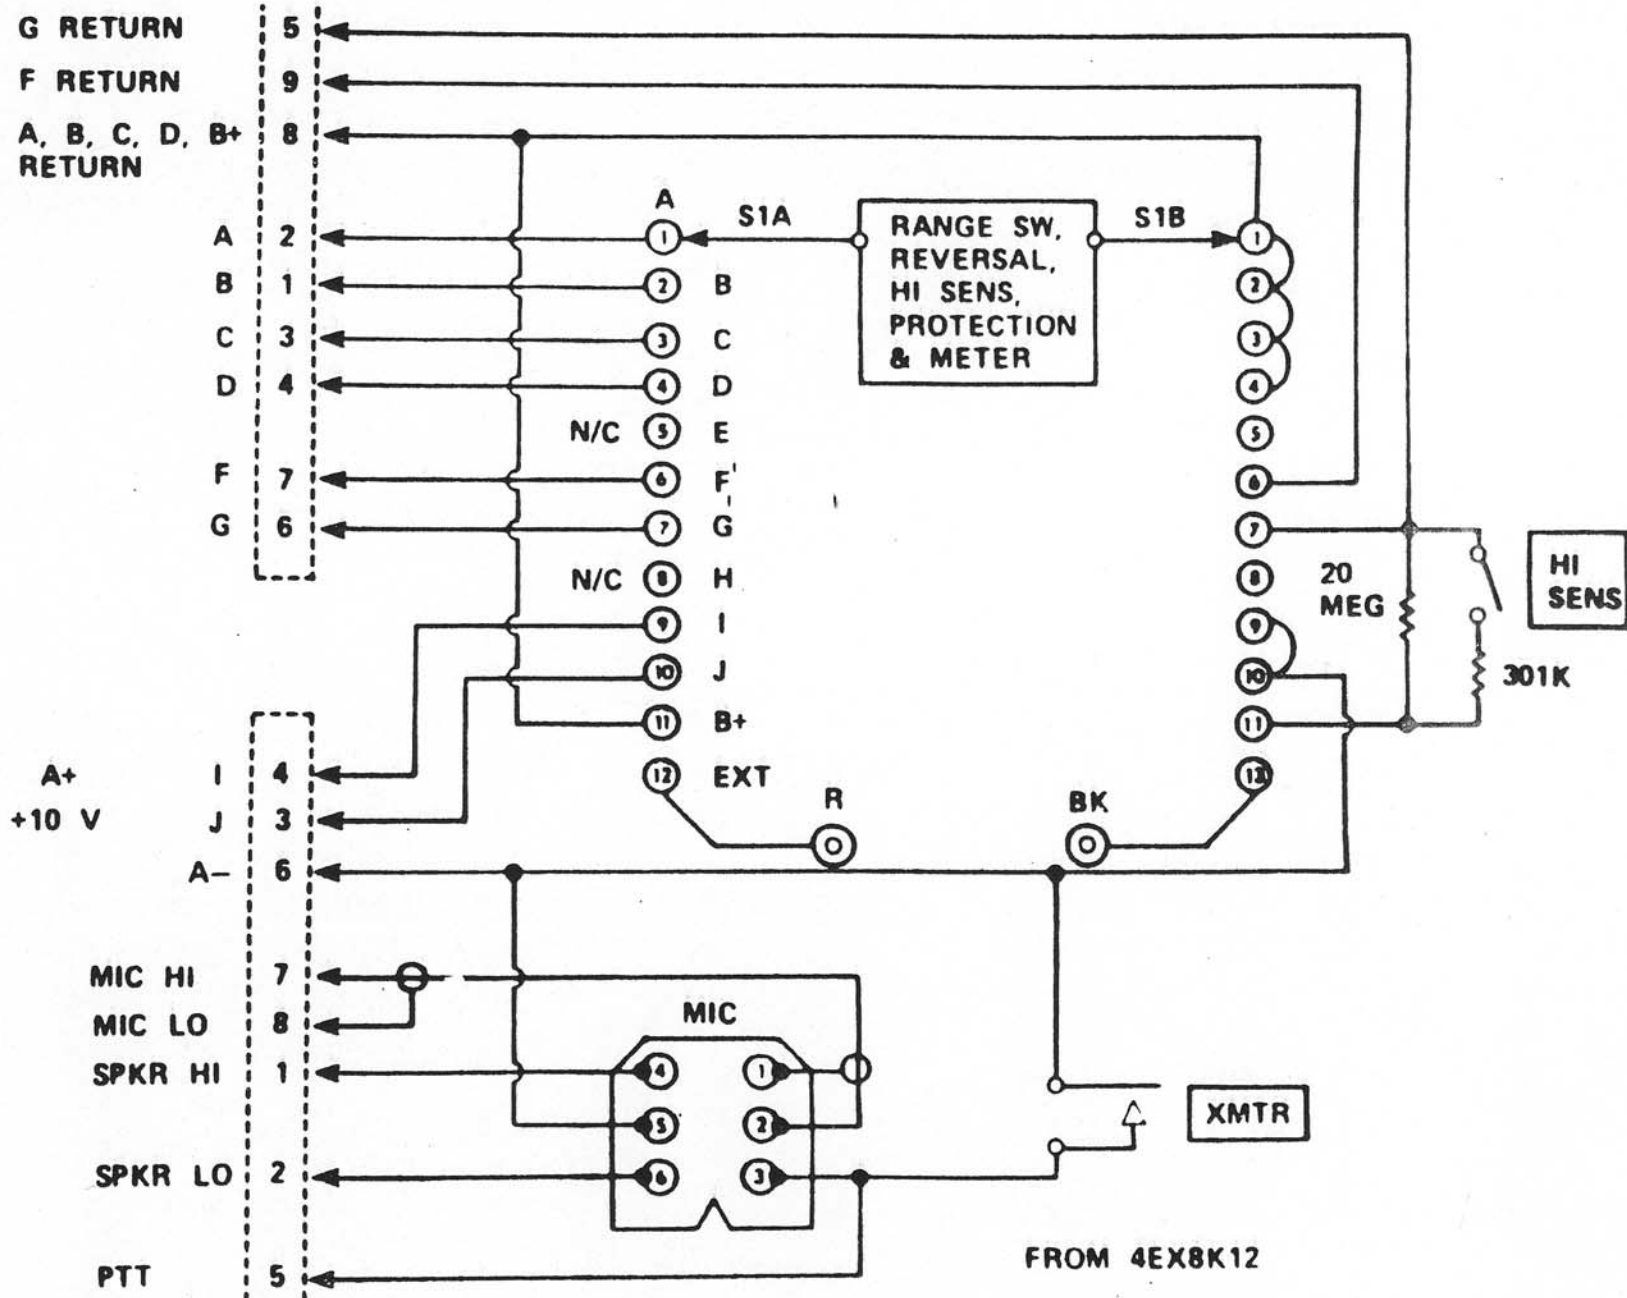 G RETURN 5
F RETURN 9
A, B, C, D, B+ 8
RETURN
A 2
B 1
C 3
D 4
F 7
G 6
A
1
2 B
3 C
4 D
N/C 5 E
6 F'
7 G
N/C 8 H
9 I
10 J
11 B+
12 EXT
S1A
RANGE SW,
REVERSAL,
HI SENS,
PROTECTION
& METER
S1B
1
2
3
4
5
6
7
8
9
10
11
12
20
MEG
HI
SENS
301K
R
BK
A+ I 4
+10 V J 3
A− 6
MIC HI 7
MIC LO 8
SPKR HI 1
SPKR LO 2
PTT 5
MIC
4 1
5 2
6 3
XMTR
FROM 4EX8K12